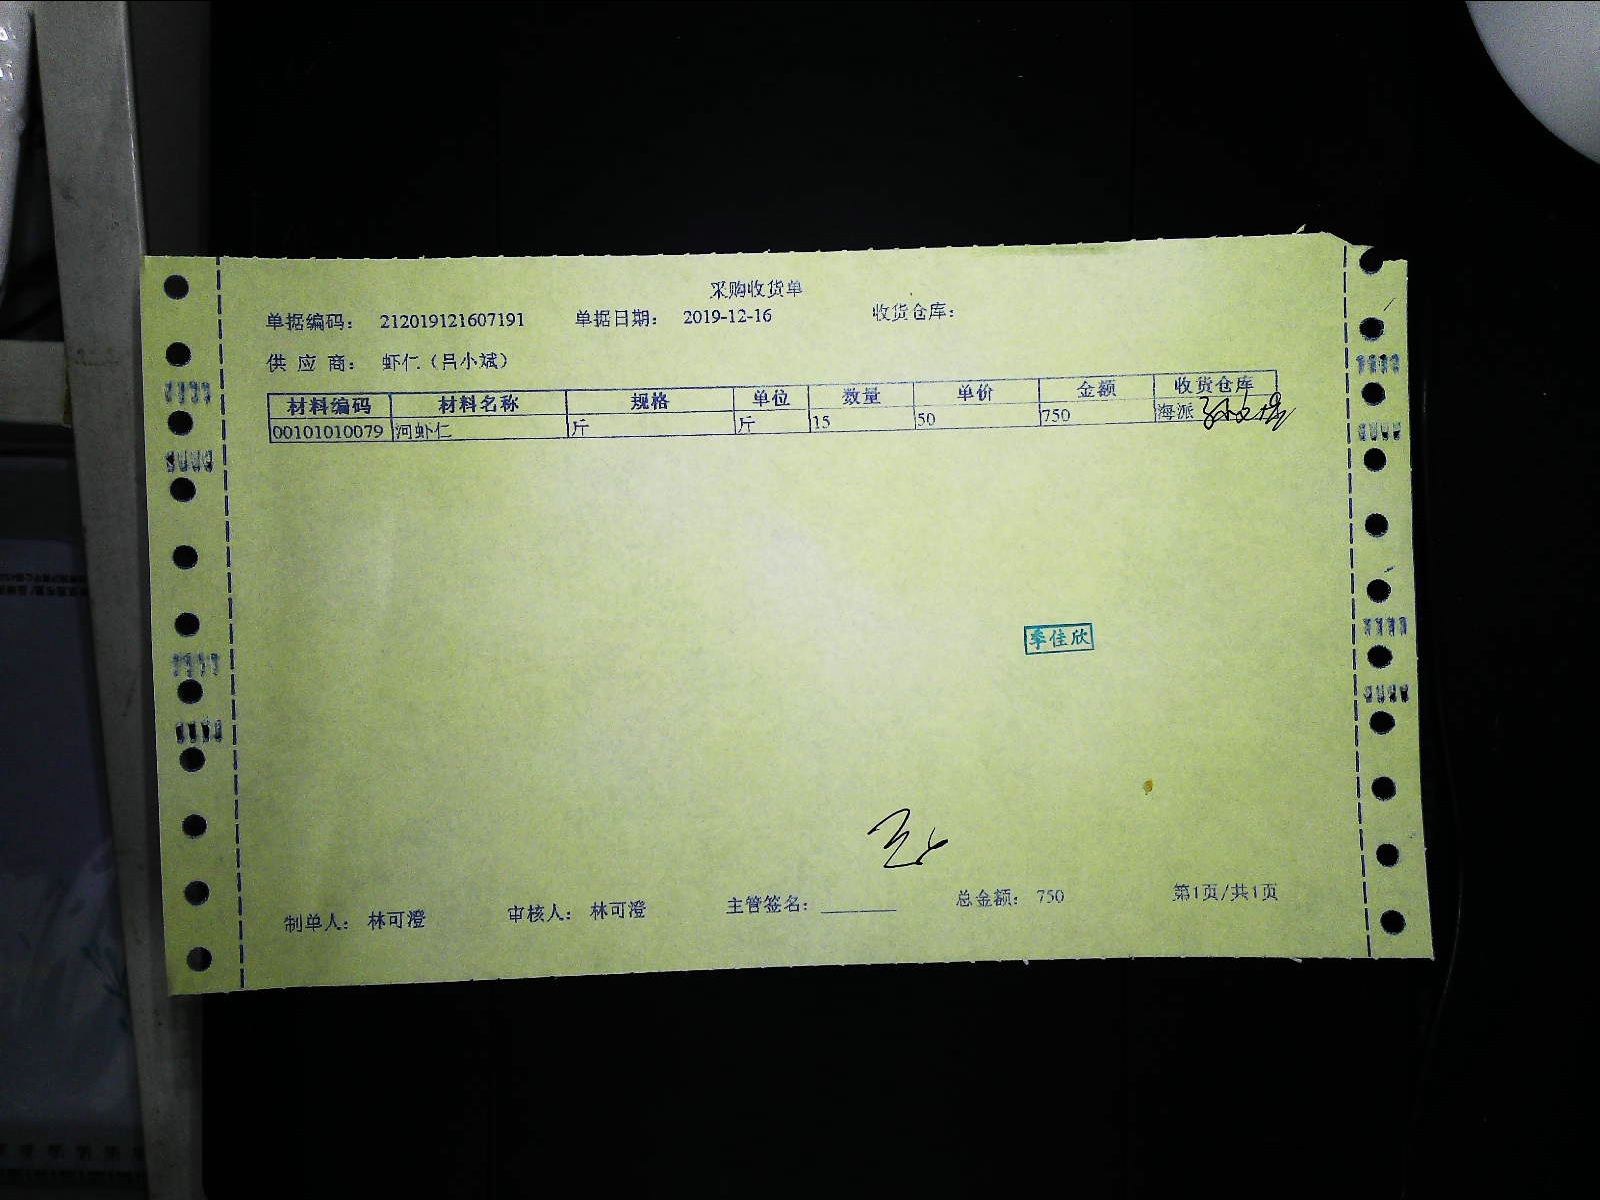 采购收货单
单据编码： 212019121607191 单据日期： 2019-12-16 收货仓库：
供 应 商： 虾仁（吕小斌）
材料编码 材料名称 规格 单位 数量 单价 金额 收货仓库
00101010079 河虾仁 斤 斤 15 50 750 海派
季佳欣
制单人： 林可澄 审核人： 林可澄 主管签名：________ 总金额： 750 第1页/共1页